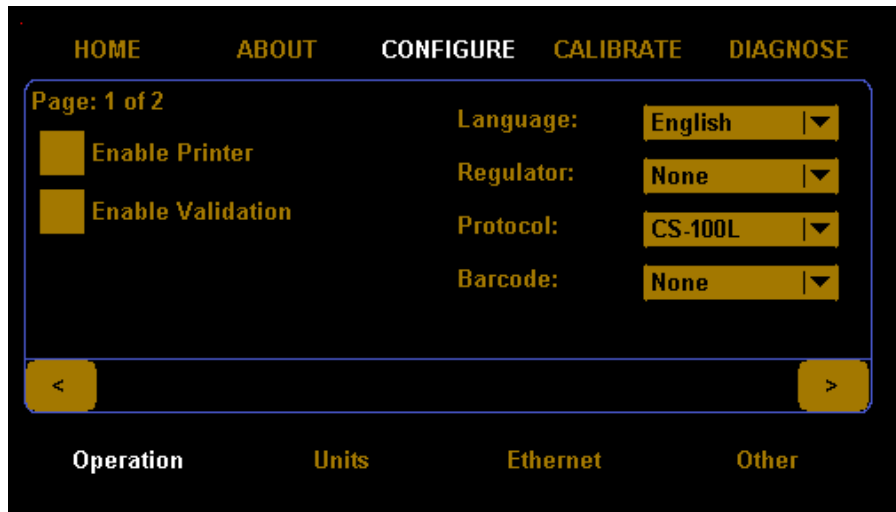 HOME ABOUT CONFIGURE CALIBRATE DIAGNOSE
Page: 1 of 2
Enable Printer
Enable Validation
Language: English
Regulator: None
Protocol: CS-100L
Barcode: None
< >
Operation Units Ethernet Other